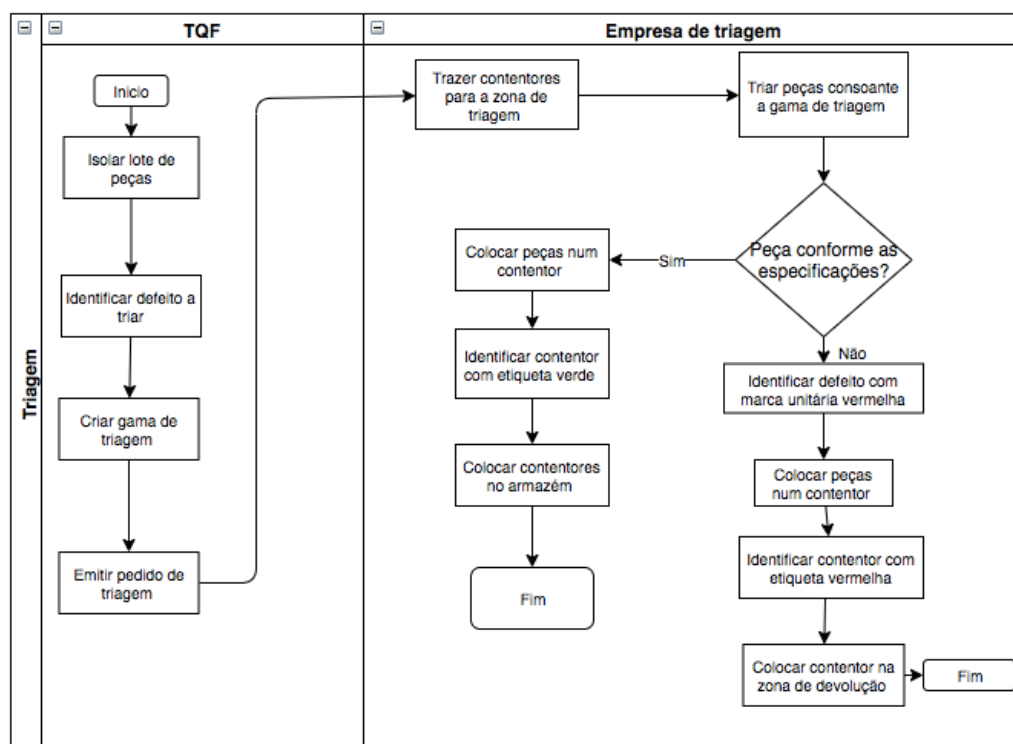 TQF
Empresa de triagem
Triagem
Inicio
Isolar lote de
peças
Identificar defeito a
triar
Criar gama de
triagem
Emitir pedido de
triagem
Trazer contentores
para a zona de
triagem
Triar peças consoante
a gama de triagem
Peça conforme as
especificações?
Sim
Colocar peças num
contentor
Identificar contentor
com etiqueta verde
Colocar contentores
no armazém
Fim
Não
Identificar defeito com
marca unitária vermelha
Colocar peças
num contentor
Identificar contentor com
etiqueta vermelha
Colocar contentor na
zona de devolução
Fim